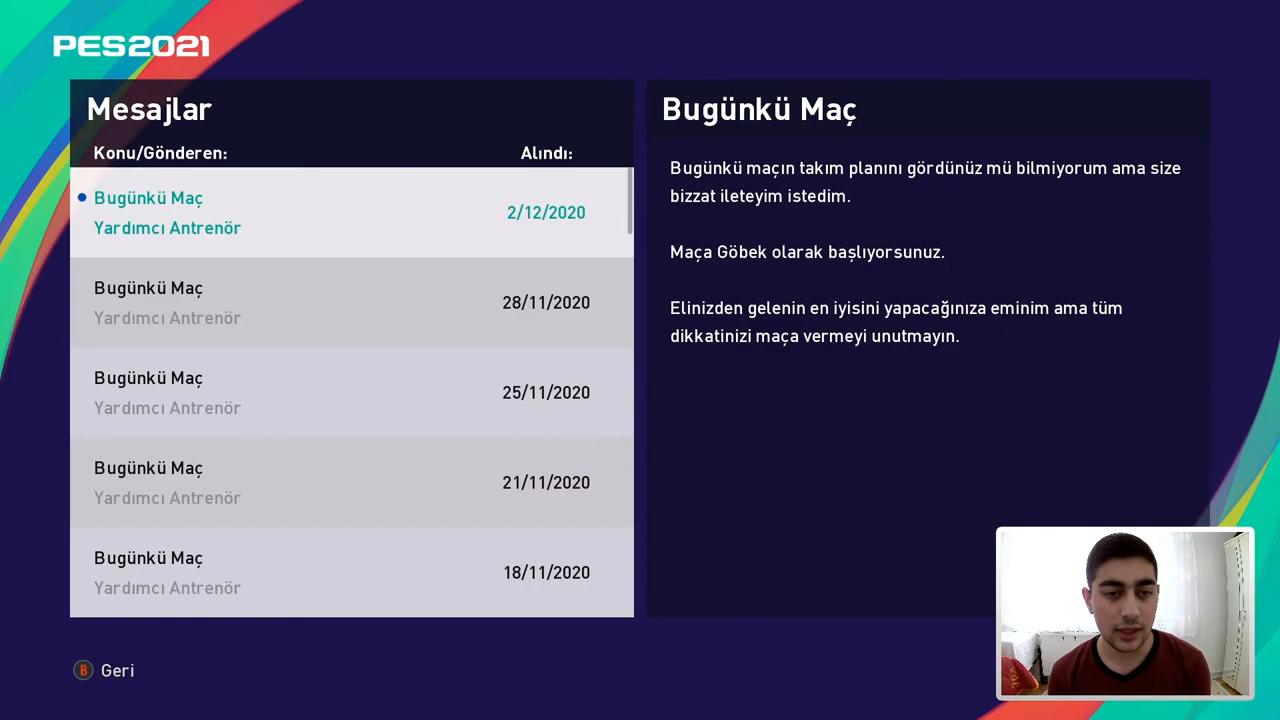 PES2021
Mesajlar
Konu/Gönderen:
Alındı:
Bugünkü Maç
Yardımcı Antrenör
2/12/2020
Bugünkü Maç
Yardımcı Antrenör
28/11/2020
Bugünkü Maç
Yardımcı Antrenör
25/11/2020
Bugünkü Maç
Yardımcı Antrenör
21/11/2020
Bugünkü Maç
Yardımcı Antrenör
18/11/2020
Bugünkü Maç
Bugünkü maçın takım planını gördünüz mü bilmiyorum ama size
bizzat ileteyim istedim.
Maça Göbek olarak başlıyorsunuz.
Elinizden gelenin en iyisini yapacağınıza eminim ama tüm
dikkatinizi maça vermeyi unutmayın.
B Geri